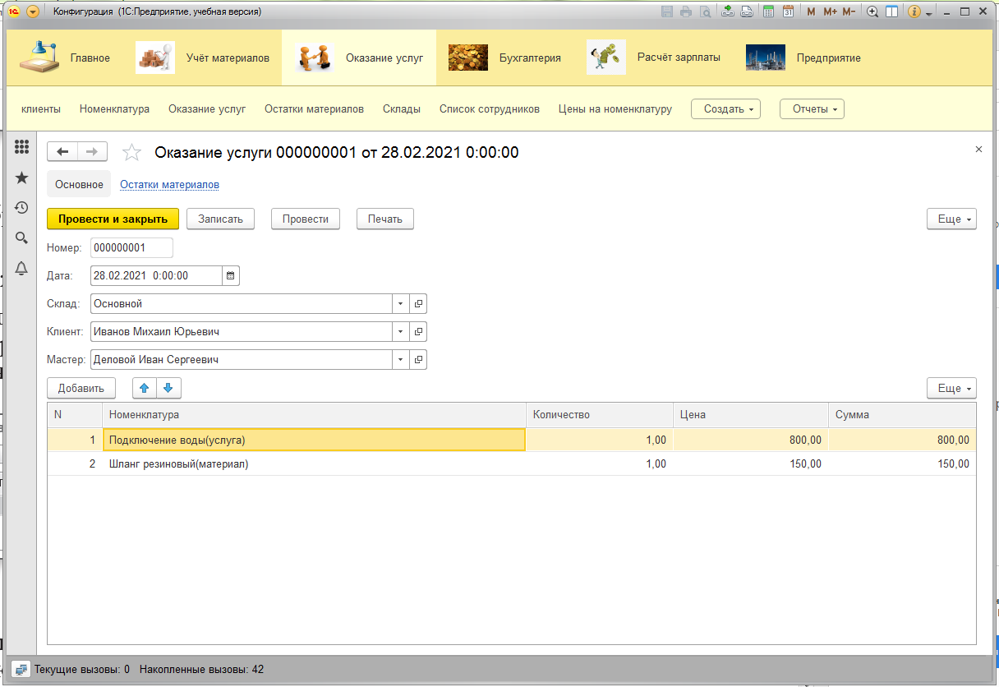 Конфигурация (1С:Предприятие, учебная версия) M M+ M-
Главное Учёт материалов Оказание услуг Бухгалтерия Расчёт зарплаты Предприятие
клиенты Номенклатура Оказание услуг Остатки материалов Склады Список сотрудников Цены на номенклатуру Создать Отчеты
Оказание услуги 000000001 от 28.02.2021 0:00:00
Основное Остатки материалов
Провести и закрыть Записать Провести Печать Еще
Номер: 000000001
Дата: 28.02.2021 0:00:00
Склад: Основной
Клиент: Иванов Михаил Юрьевич
Мастер: Деловой Иван Сергеевич
Добавить Еще
N Номенклатура Количество Цена Сумма
1 Подключение воды(услуга) 1,00 800,00 800,00
2 Шланг резиновый(материал) 1,00 150,00 150,00
Текущие вызовы: 0 Накопленные вызовы: 42